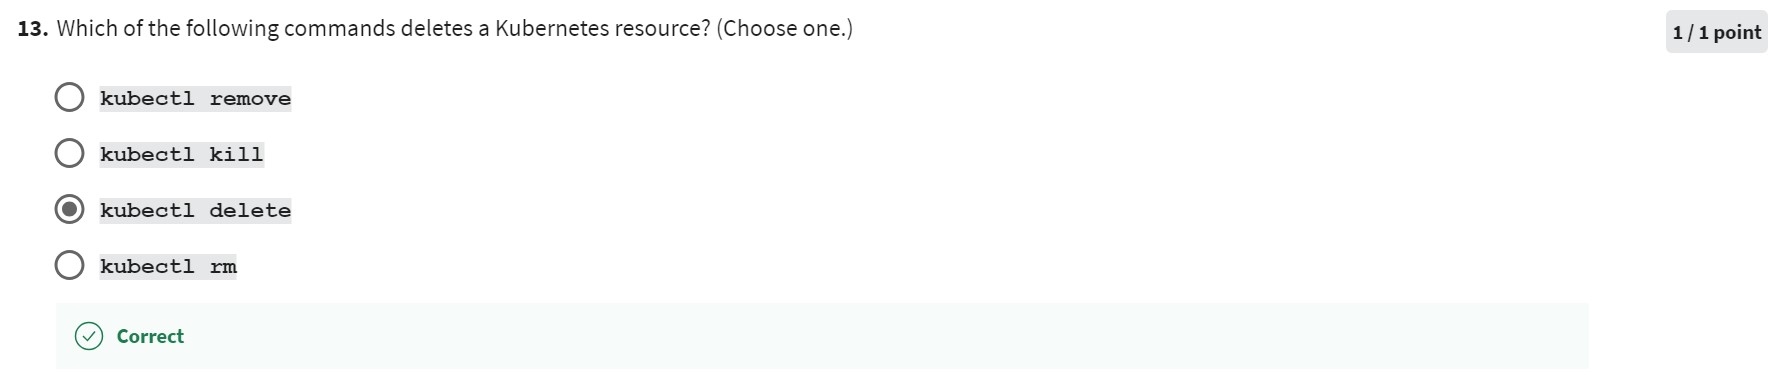 13. Which of the following commands deletes a Kubernetes resource? (Choose one.)
1 / 1 point
kubectl remove
kubectl kill
kubectl delete
kubectl rm
Correct